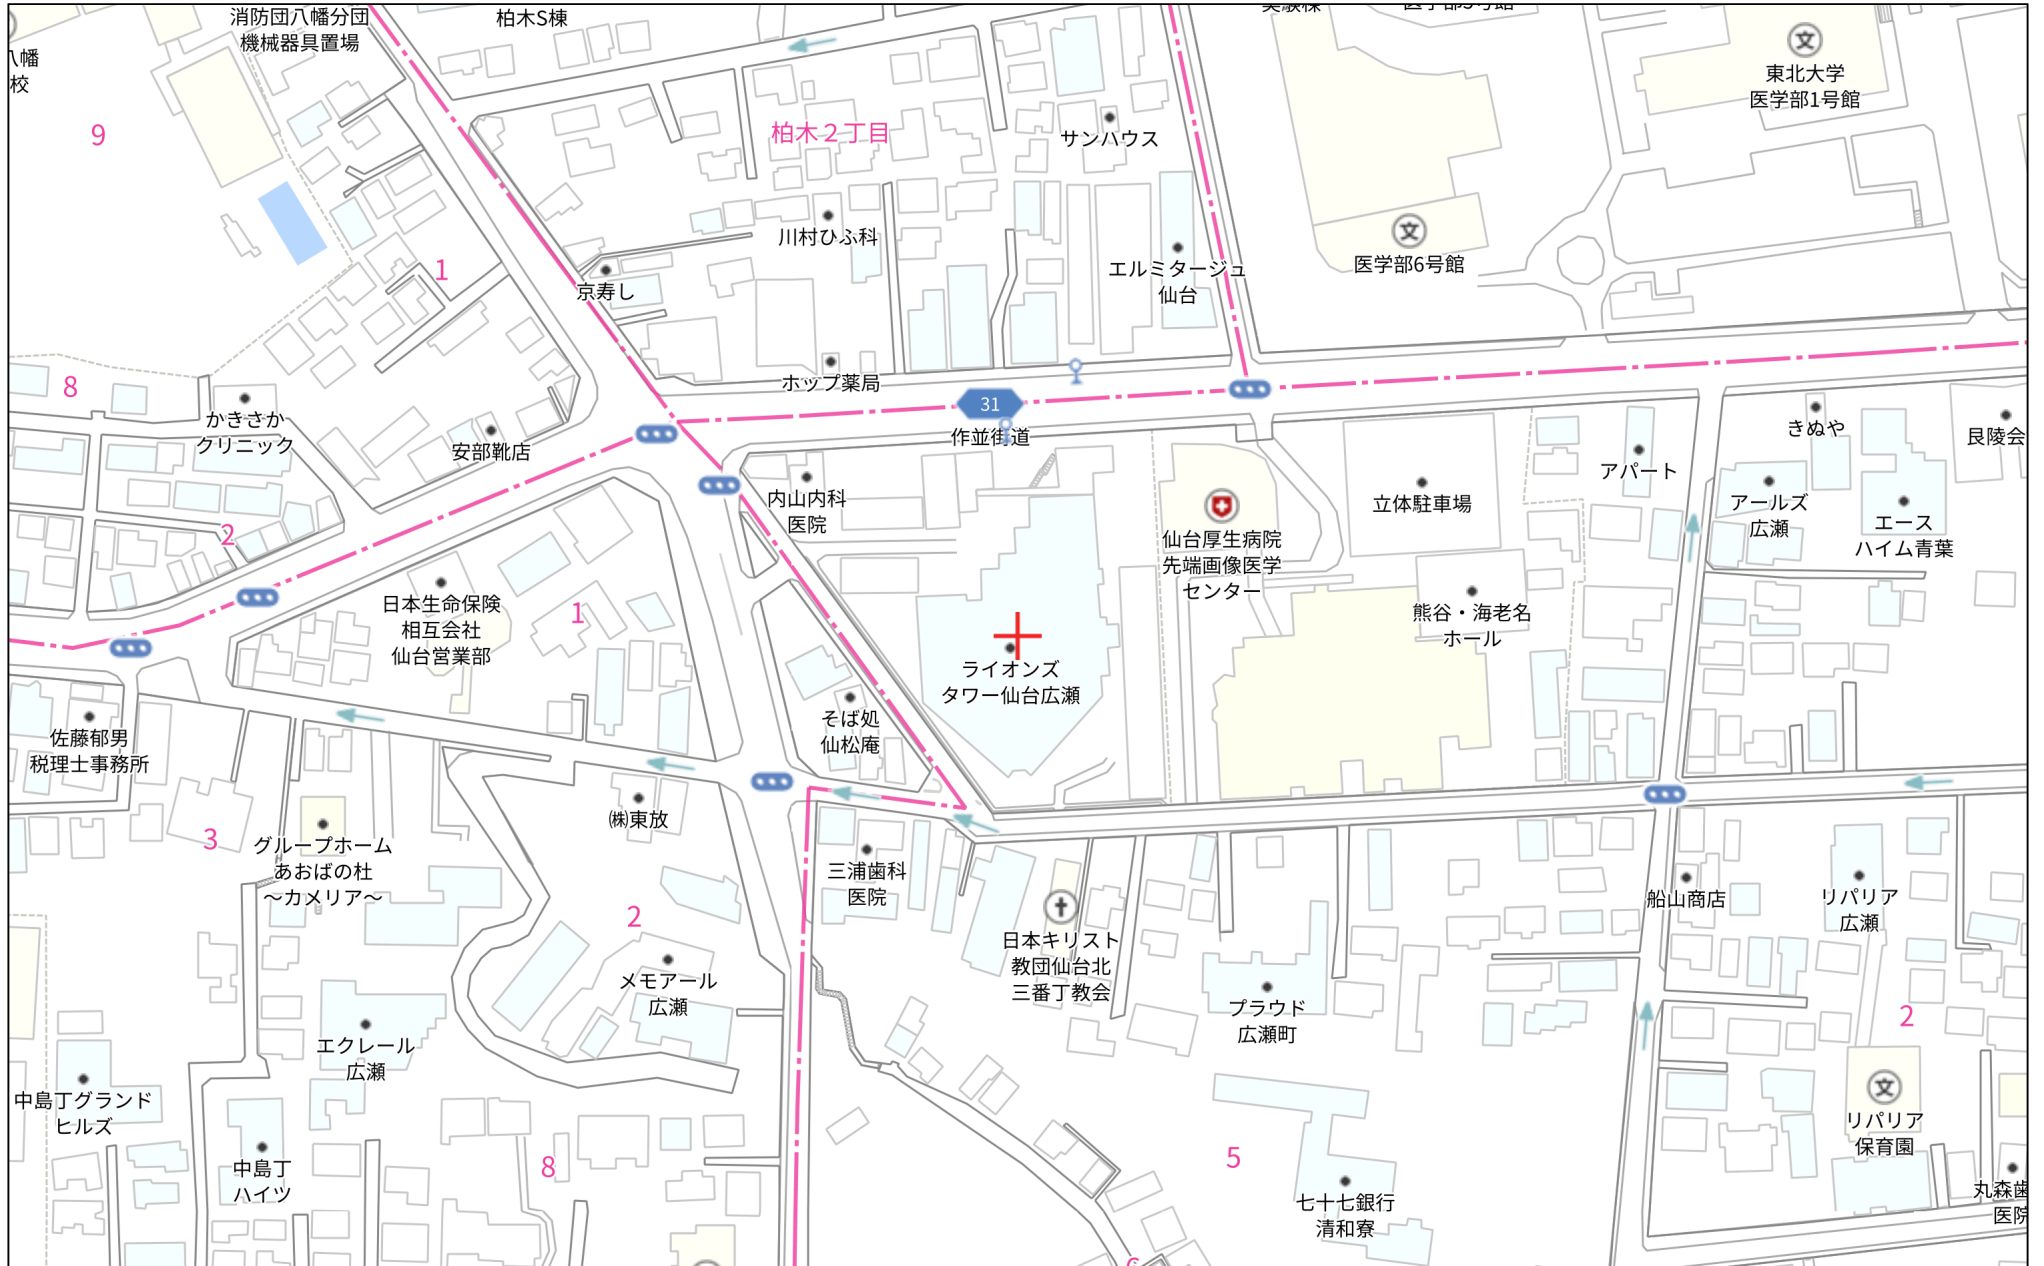 消防団八幡分団
機械器具置場
柏木S棟
八幡
校
9
柏木2丁目
サンハウス
東北大学
医学部1号館
川村ひふ科
医学部6号館
1
京寿し
エルミタージュ
仙台
ホップ薬局
8
かきさか
クリニック
安部靴店
31
作並街道
きぬや
艮陵会
アパート
内山内科
医院
立体駐車場
アールズ
広瀬
エース
ハイム青葉
2
仙台厚生病院
先端画像医学
センター
日本生命保険
相互会社
仙台営業部
1
熊谷・海老名
ホール
ライオンズ
タワー仙台広瀬
佐藤郁男
税理士事務所
そば処
仙松庵
㈱東放
3
グループホーム
あおばの杜
～カメリア～
三浦歯科
医院
船山商店
リパリア
広瀬
2
日本キリスト
教団仙台北
三番丁教会
メモアール
広瀬
プラウド
広瀬町
2
エクレール
広瀬
中島丁グランド
ヒルズ
リパリア
保育園
中島丁
ハイツ
8
5
七十七銀行
清和寮
丸森歯
医院